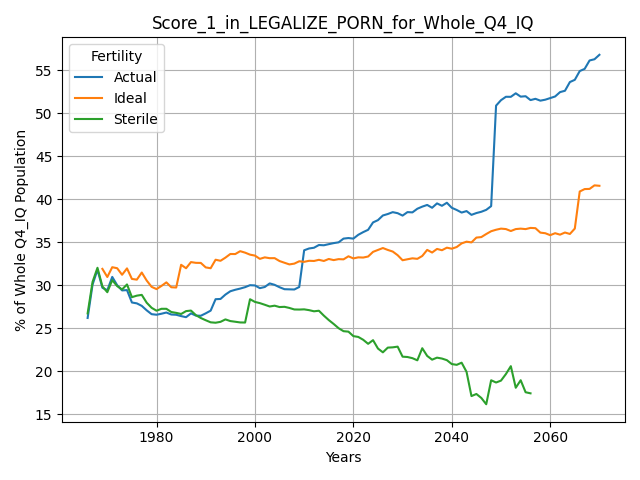 Score_1_in_LEGALIZE_PORN_for_Whole_Q4_IQ
Fertility
Actual
Ideal
Sterile
% of Whole Q4_IQ Population
55
50
45
40
35
30
25
20
15
1980
2000
2020
2040
2060
Years